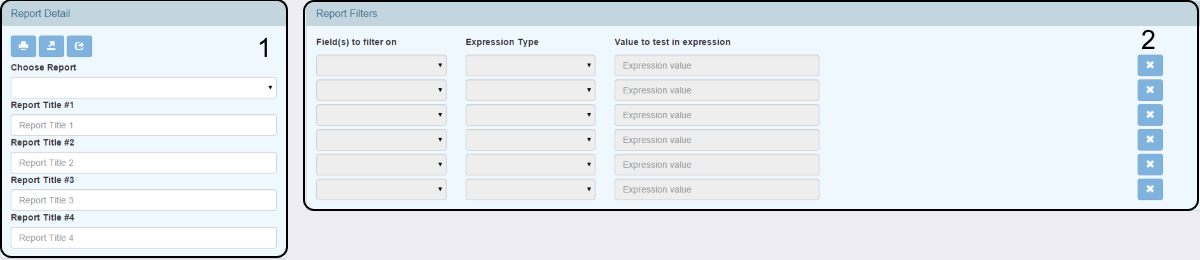 Report Detail
1
Choose Report
Report Title #1
Report Title 1
Report Title #2
Report Title 2
Report Title #3
Report Title 3
Report Title #4
Report Title 4
Report Filters
2
Field(s) to filter on Expression Type Value to test in expression
Expression value
Expression value
Expression value
Expression value
Expression value
Expression value